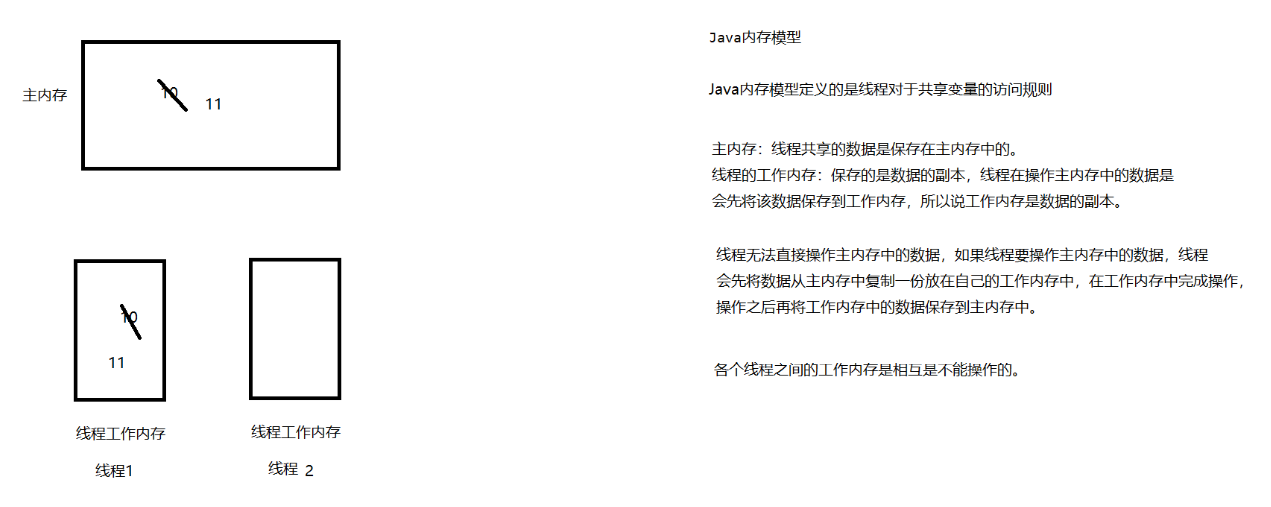 主内存
10
11
10
11
线程工作内存
线程1
线程工作内存
线程 2
Java内存模型
Java内存模型定义的是线程对于共享变量的访问规则
主内存：线程共享的数据是保存在主内存中的。
线程的工作内存：保存的是数据的副本，线程在操作主内存中的数据是
会先将该数据保存到工作内存，所以说工作内存是数据的副本。
线程无法直接操作主内存中的数据，如果线程要操作主内存中的数据，线程
会先将数据从主内存中复制一份放在自己的工作内存中，在工作内存中完成操作，
操作之后再将工作内存中的数据保存到主内存中。
各个线程之间的工作内存是相互是不能操作的。